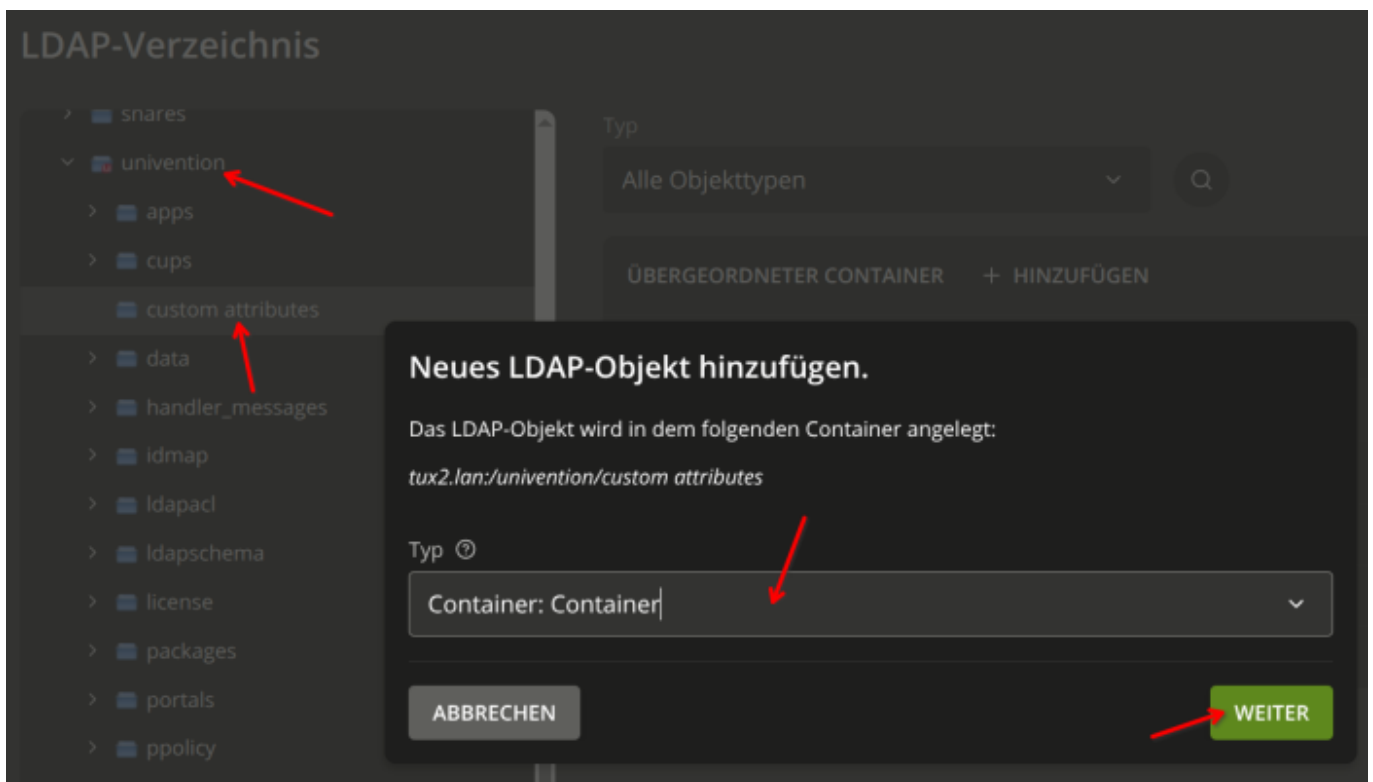 LDAP-Verzeichnis
shares
univention
apps
cups
custom attributes
data
handler_messages
idmap
ldapacl
ldapschema
license
packages
portals
ppolicy
Typ
Alle Objekttypen
ÜBERGEORDNETER CONTAINER + HINZUFÜGEN
Neues LDAP-Objekt hinzufügen.
Das LDAP-Objekt wird in dem folgenden Container angelegt:
tux2.lan:/univention/custom attributes
Typ
Container: Container
ABBRECHEN
WEITER